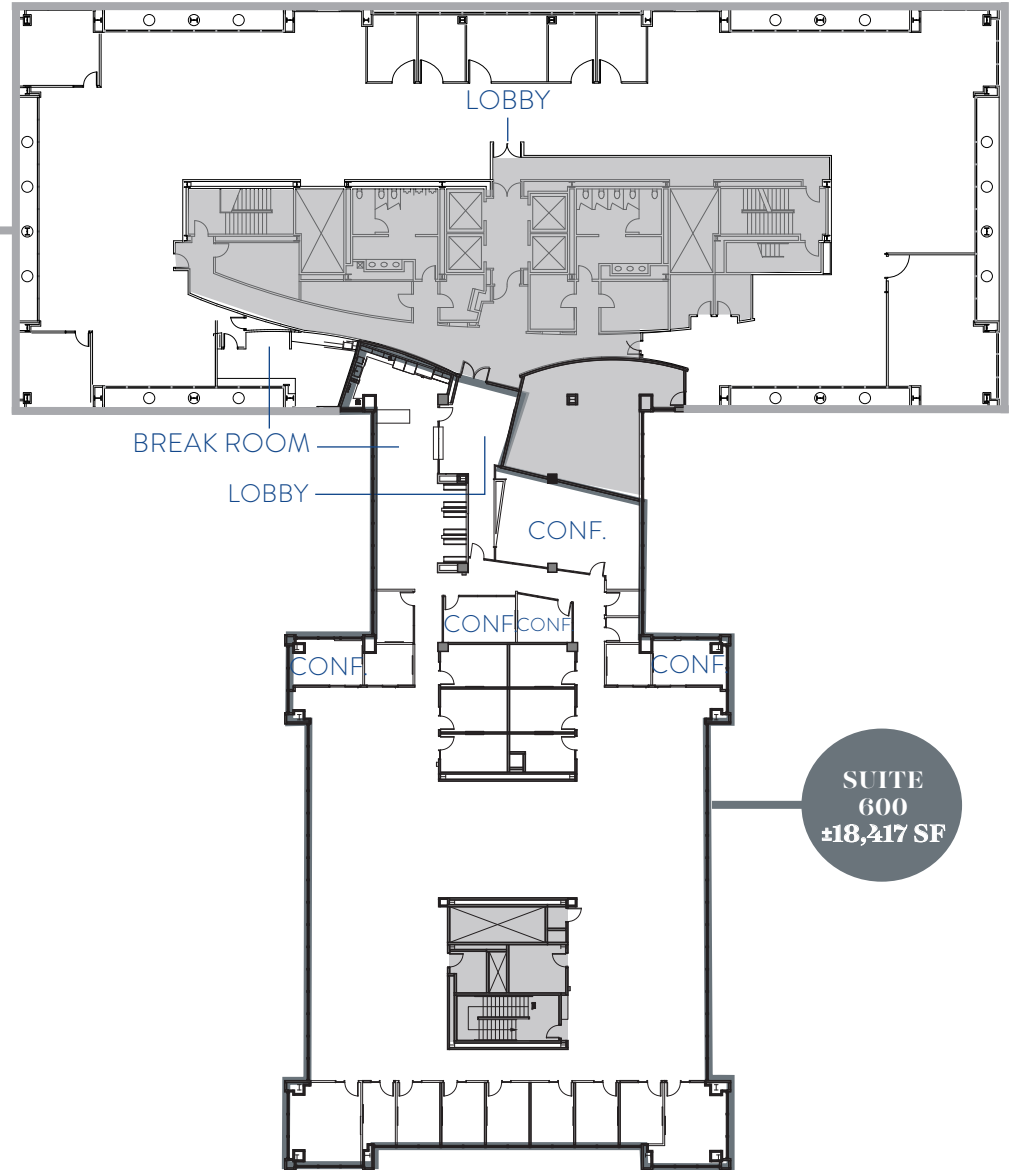 LOBBY
BREAK ROOM
LOBBY
CONF.
CONF
CONF
CONF
CONF.
SUITE
600
±18,417 SF